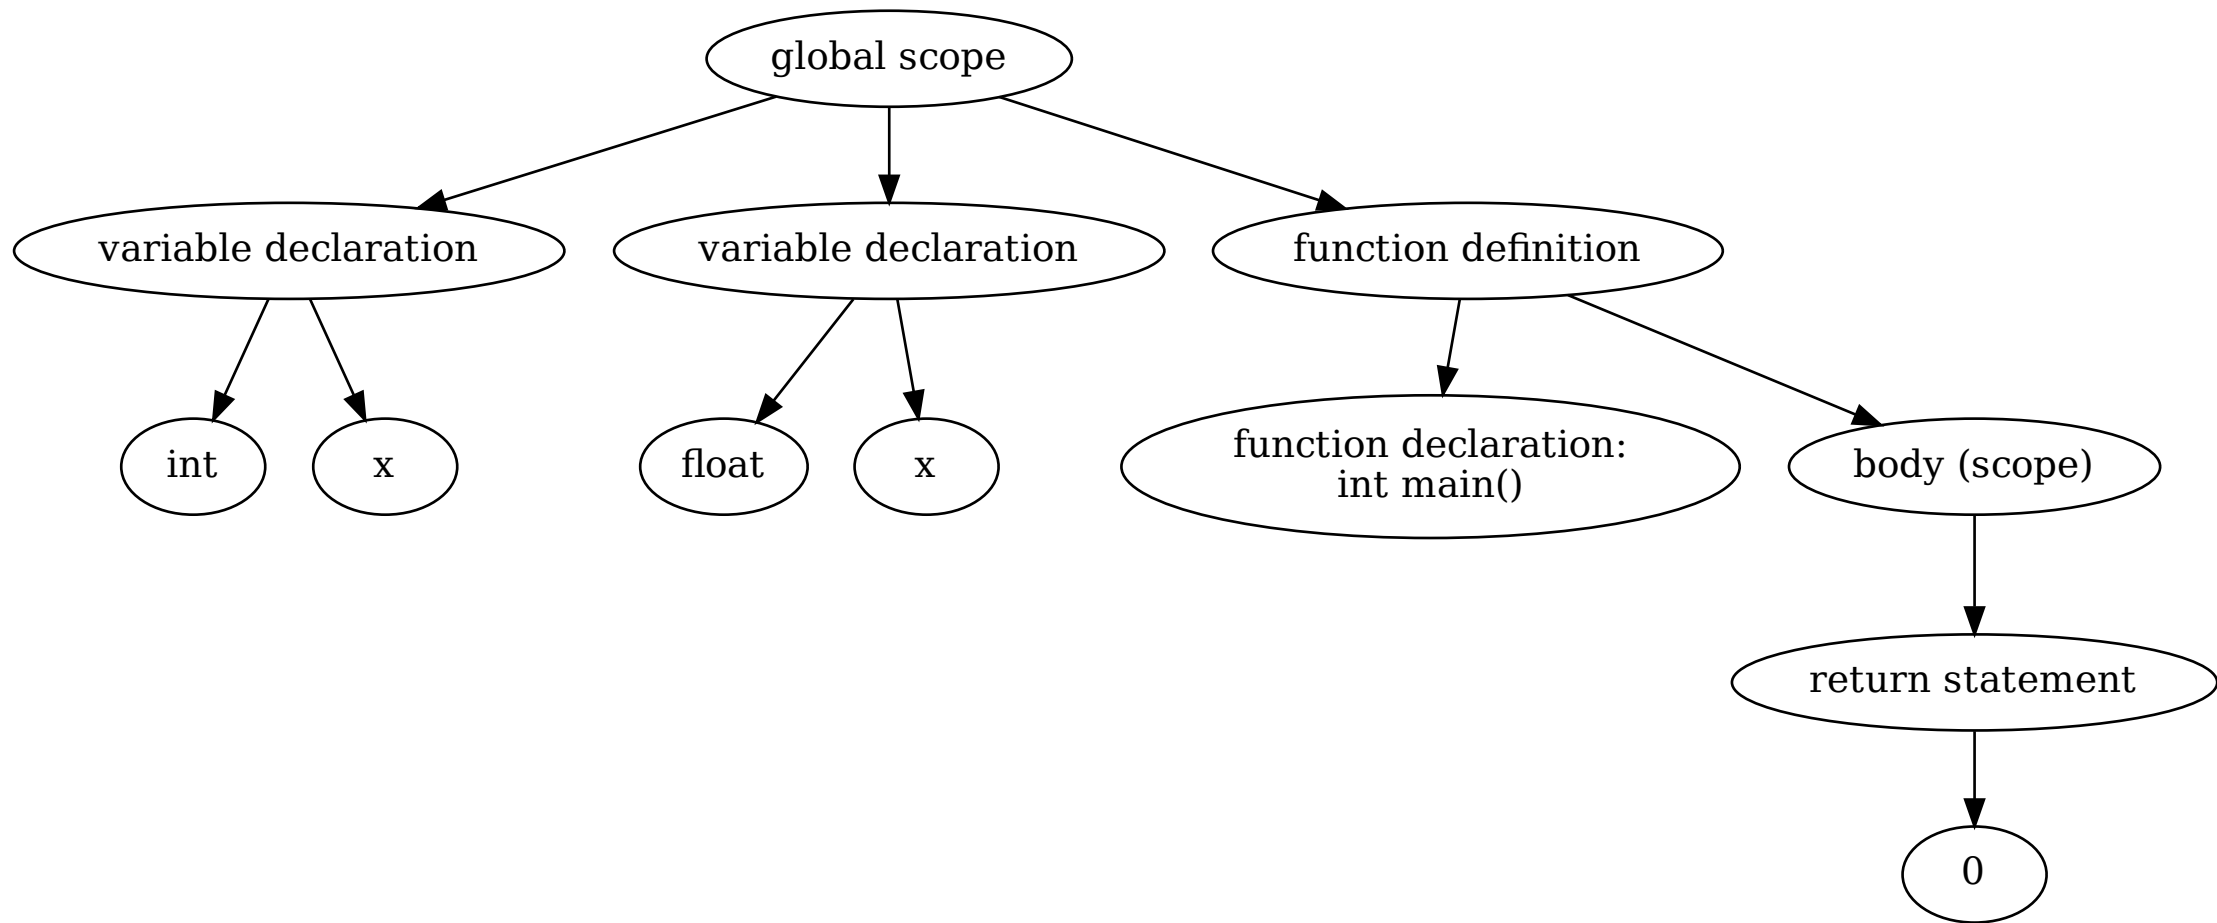 global scope
variable declaration
variable declaration
function definition
int
x
float
x
function declaration:
int main()
body (scope)
return statement
0